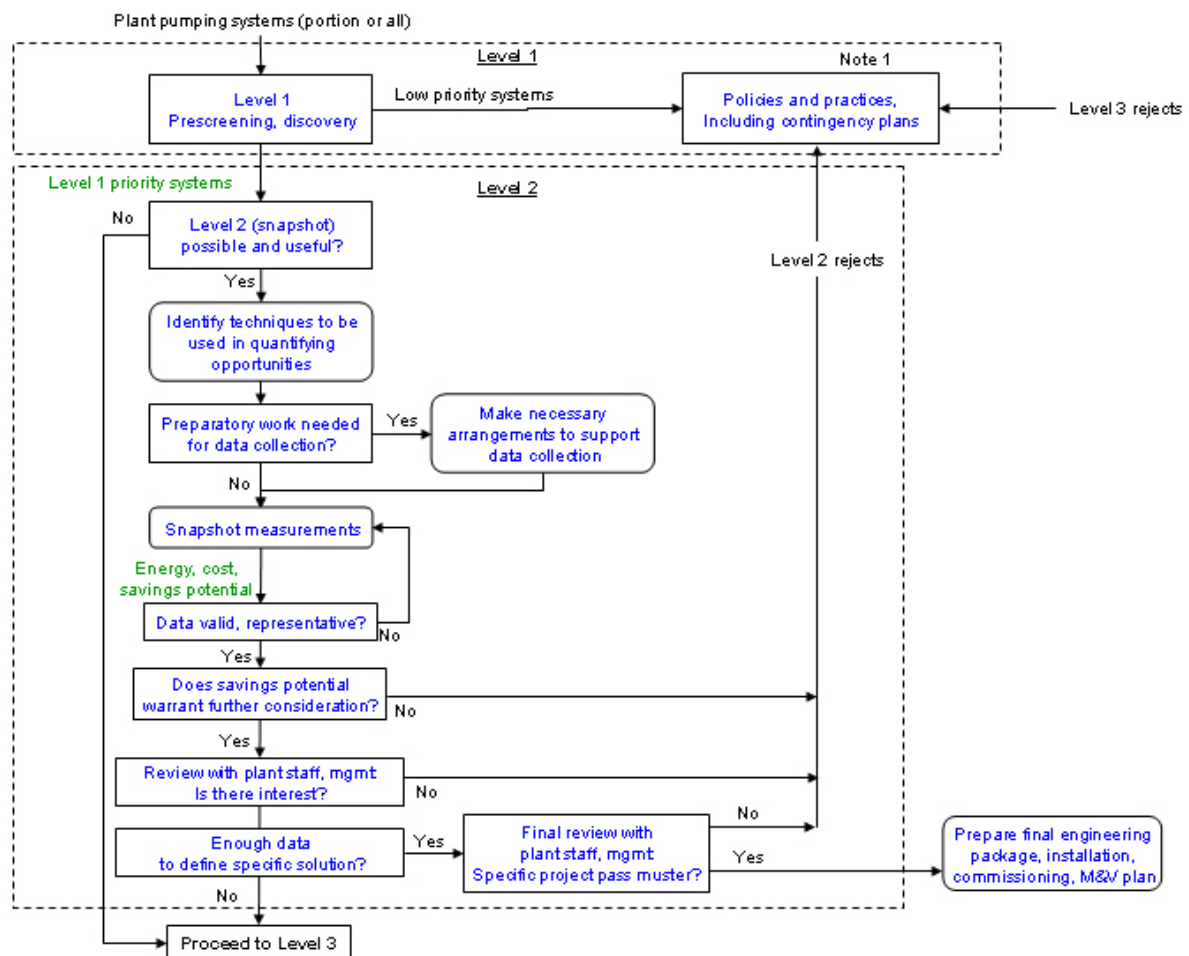 Plant pumping systems (portion or all)
Level 1
Note 1
Level 1
Prescreening, discovery
Low priority systems
Policies and practices,
Including contingency plans
Level 3 rejects
Level 1 priority systems
Level 2
No
Level 2 (snapshot)
possible and useful?
Level 2 rejects
Yes
Identify techniques to be
used in quantifying
opportunities
Preparatory work needed
for data collection?
Yes
Make necessary
arrangements to support
data collection
No
Snapshot measurements
Energy, cost,
savings potential
Data valid, representative?
No
Yes
Does savings potential
warrant further consideration?
No
Yes
Review with plant staff, mgmt
Is there interest?
No
Enough data
to define specific solution?
Yes
Final review with
plant staff, mgmt
Specific project pass muster?
No
Yes
Prepare final engineering
package, installation,
commissioning, M&V plan
No
Proceed to Level 3